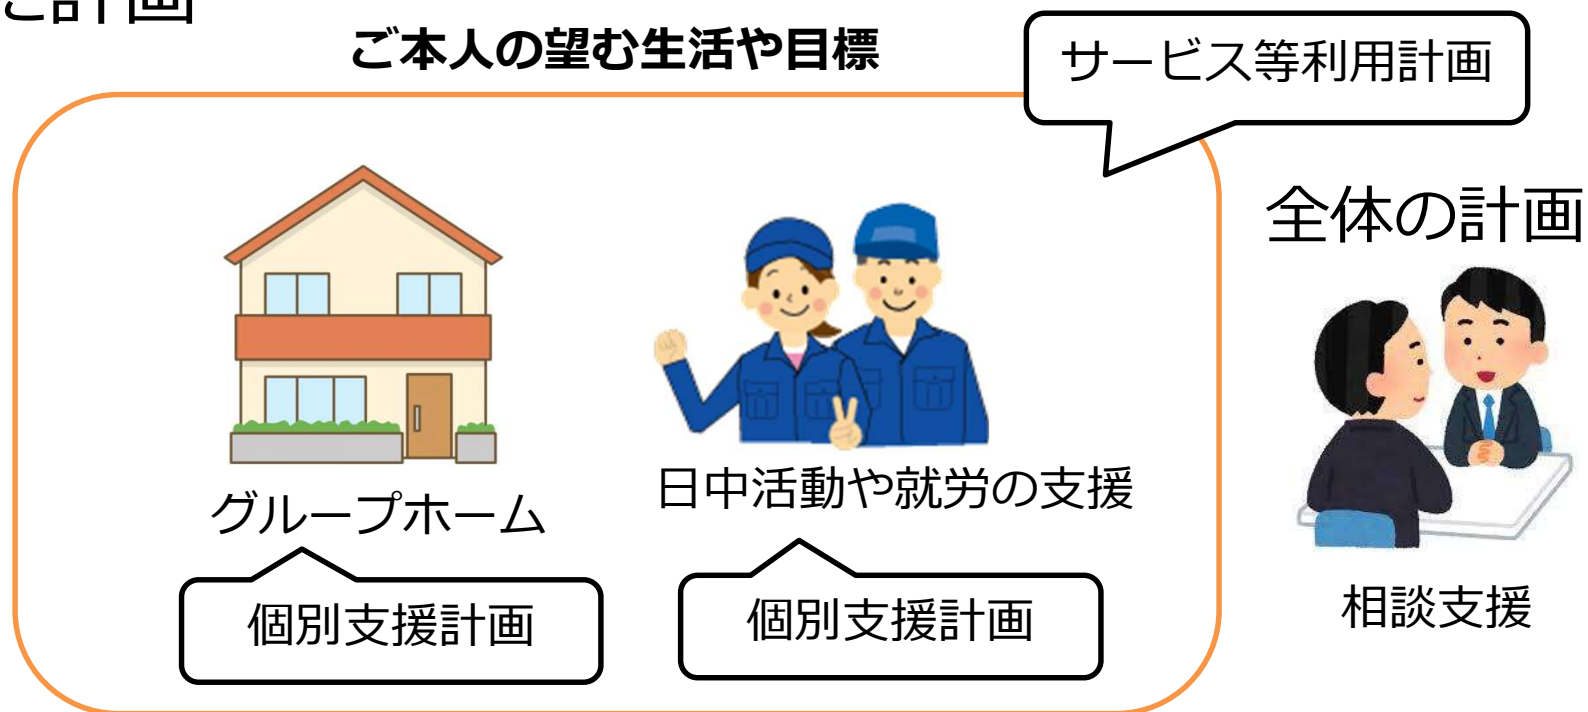 と計画
ご本人の望む生活や目標
サービス等利用計画
全体の計画
グループホーム
日中活動や就労の支援
個別支援計画
個別支援計画
相談支援